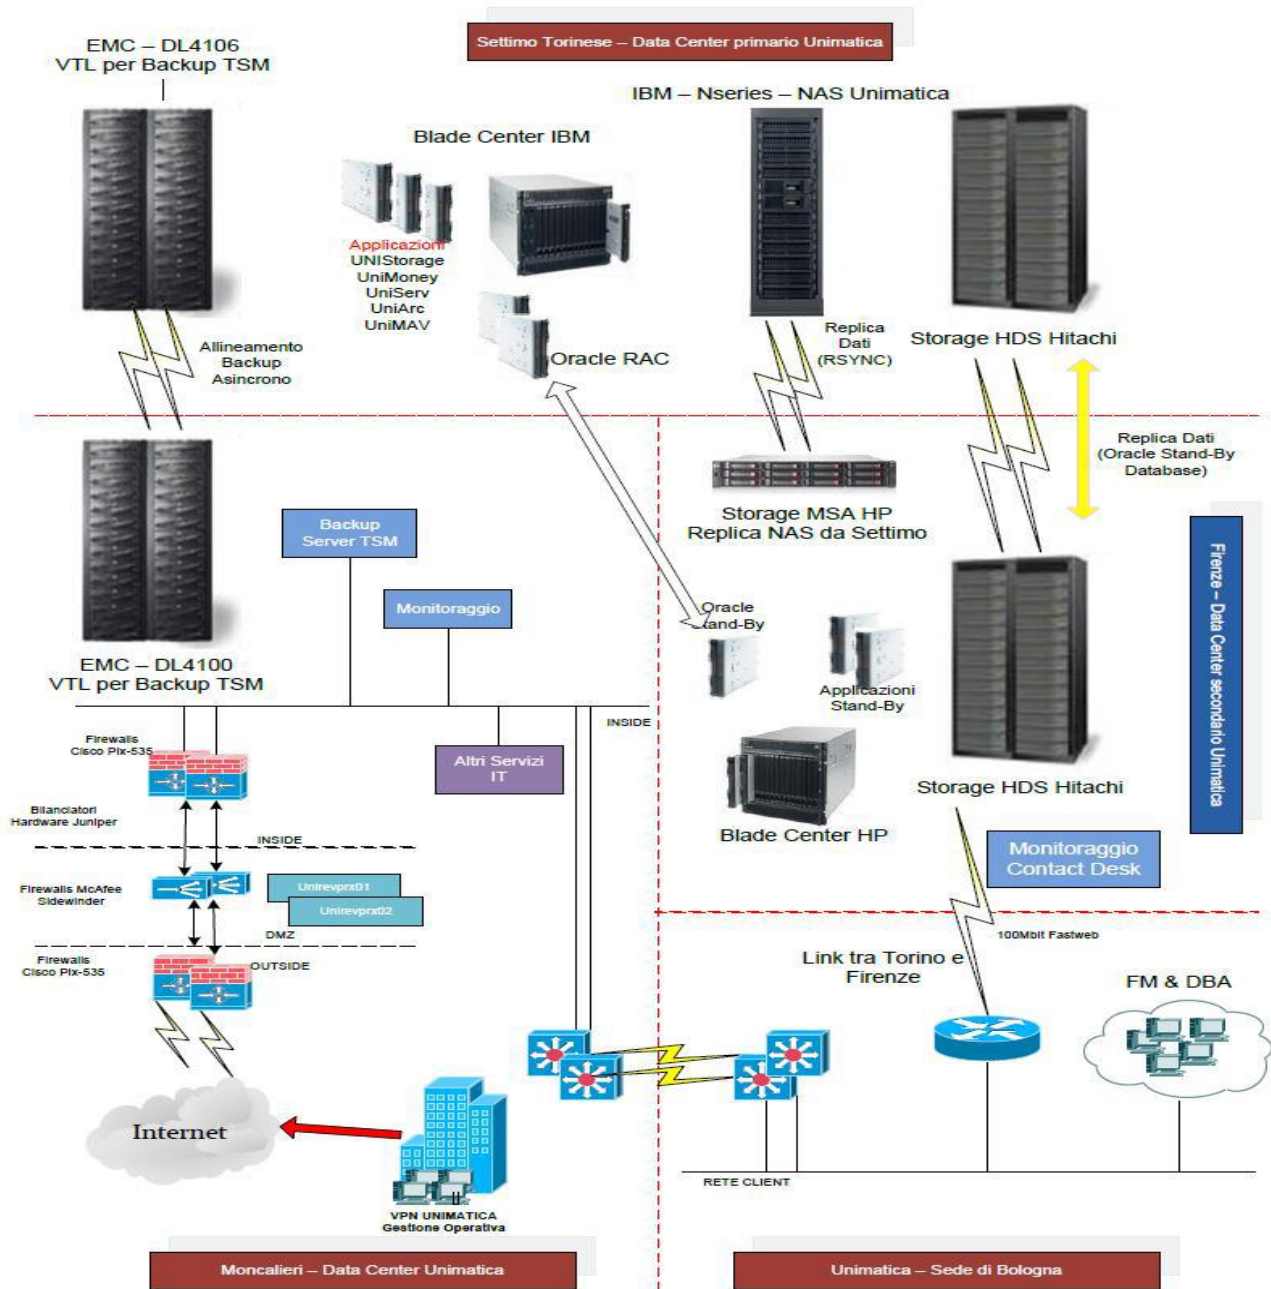 Settimo Torinese – Data Center primario Unimatica
EMC – DL4106
VTL per Backup TSM
Blade Center IBM
IBM – Nseries – NAS Unimatica
Applicazioni
UNIStorage
UniMoney
UniServ
UniArc
UniMAV
Oracle RAC
Replica
Dati
(RSYNC)
Storage HDS Hitachi
Allineamento
Backup
Asincrono
Replica Dati
(Oracle Stand-By
Database)
Storage MSA HP
Replica NAS da Settimo
Firenze – Data Center secondario Unimatica
Backup
Server TSM
Monitoraggio
Oracle
Stand-By
Applicazioni
Stand-By
EMC – DL4100
VTL per Backup TSM
INSIDE
Firewalls
Cisco Pix-535
Altri Servizi
IT
Storage HDS Hitachi
Blade Center HP
Bilanciatori
Hardware Juniper
INSIDE
Monitoraggio
Contact Desk
Firewalls McAfee
Sidewinder
Unirevprx01
Unirevprx02
DMZ
100Mbit Fastweb
Firewalls
Cisco Pix-535
OUTSIDE
Link tra Torino e
Firenze
FM & DBA
Internet
RETE CLIENT
VPN UNIMATICA
Gestione Operativa
Moncalieri – Data Center Unimatica
Unimatica – Sede di Bologna